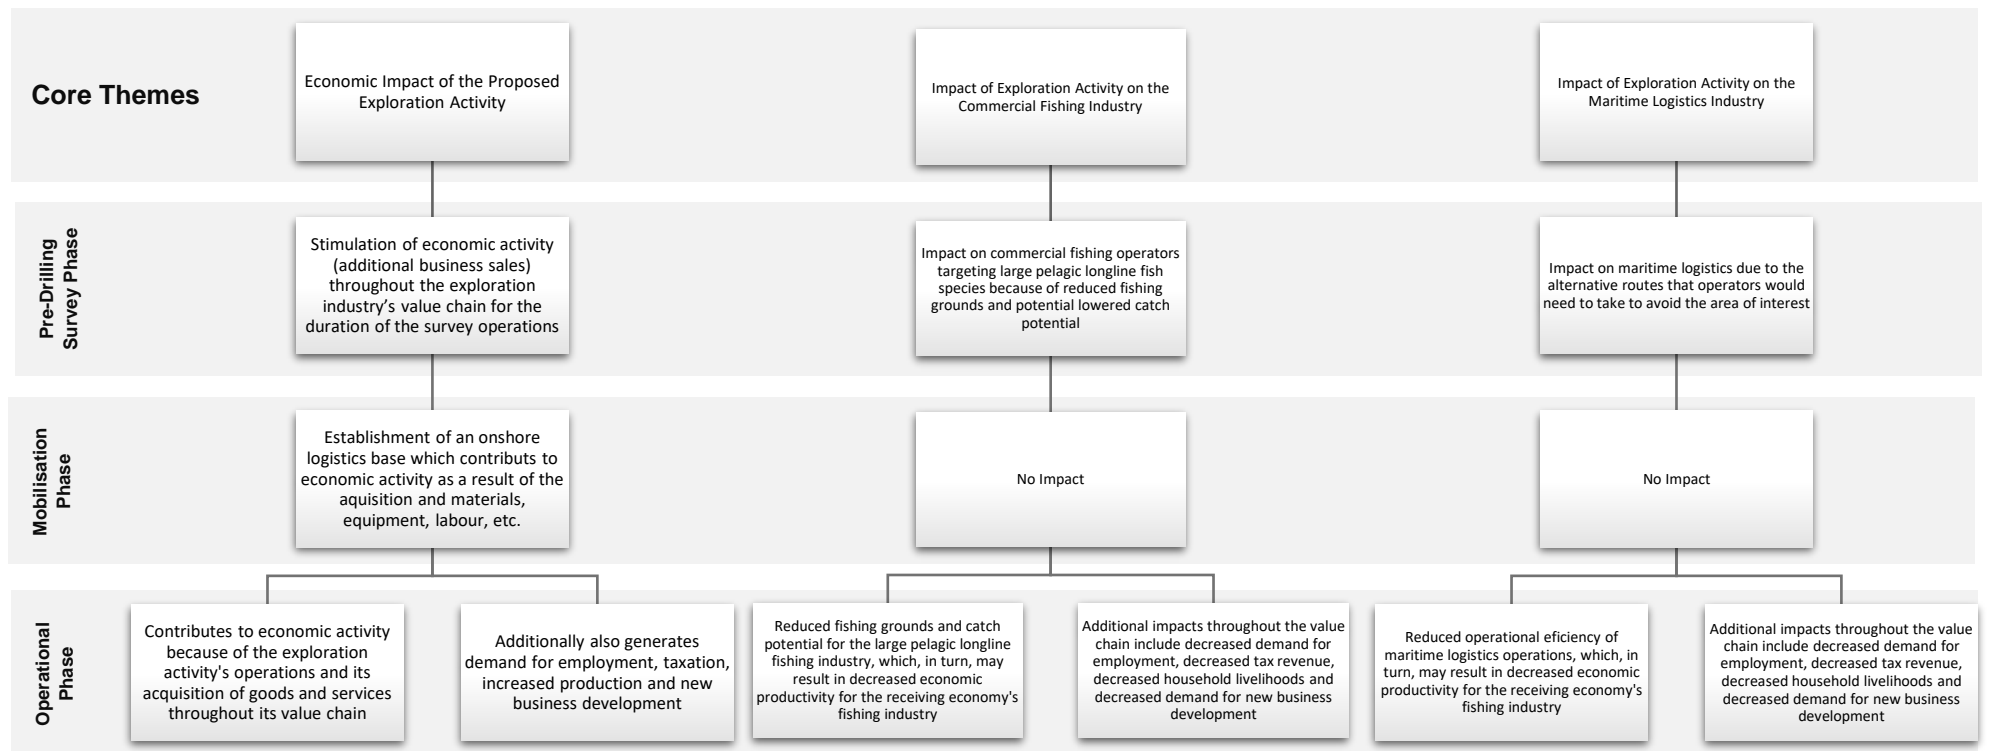 Core Themes
Economic Impact of the Proposed
Exploration Activity
Impact of Exploration Activity on the
Commercial Fishing Industry
Impact of Exploration Activity on the
Maritime Logistics Industry
Pre-Drilling
Survey Phase
Stimulation of economic activity
(additional business sales)
throughout the exploration
industry’s value chain for the
duration of the survey operations
Impact on commercial fishing operators
targeting large pelagic longline fish
species because of reduced fishing
grounds and potential lowered catch
potential
Impact on maritime logistics due to the
alternative routes that operators would
need to take to avoid the area of interest
Mobilisation
Phase
Establishment of an onshore
logistics base which contributs to
economic activity as a result of the
aquisition and materials,
equipment, labour, etc.
No Impact
No Impact
Operational
Phase
Contributes to economic activity
because of the exploration
activity's operations and its
acquisition of goods and services
throughout its value chain
Additionally also generates
demand for employment, taxation,
increased production and new
business development
Reduced fishing grounds and catch
potential for the large pelagic longline
fishing industry, which, in turn, may
result in decreased economic
productivity for the receiving economy's
fishing industry
Additional impacts throughout the value
chain include decreased demand for
employment, decreased tax revenue,
decreased household livelihoods and
decreased demand for new business
development
Reduced operational eficiency of
maritime logistics operations, which, in
turn, may result in decreased economic
productivity for the receiving economy's
fishing industry
Additional impacts throughout the value
chain include decreased demand for
employment, decreased tax revenue,
decreased household livelihoods and
decreased demand for new business
development